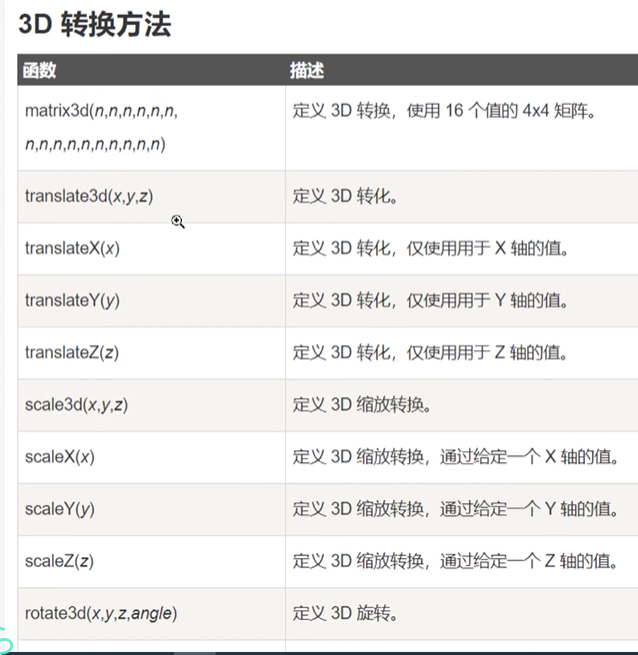 3D 转换方法
函数 描述
matrix3d(n,n,n,n,n,n, 定义 3D 转换，使用 16 个值的 4x4 矩阵。
n,n,n,n,n,n,n,n,n,n)
translate3d(x,y,z) 定义 3D 转化。
translateX(x) 定义 3D 转化，仅使用用于 X 轴的值。
translateY(y) 定义 3D 转化，仅使用用于 Y 轴的值。
translateZ(z) 定义 3D 转化，仅使用用于 Z 轴的值。
scale3d(x,y,z) 定义 3D 缩放转换。
scaleX(x) 定义 3D 缩放转换，通过给定一个 X 轴的值。
scaleY(y) 定义 3D 缩放转换，通过给定一个 Y 轴的值。
scaleZ(z) 定义 3D 缩放转换，通过给定一个 Z 轴的值。
rotate3d(x,y,z,angle) 定义 3D 旋转。